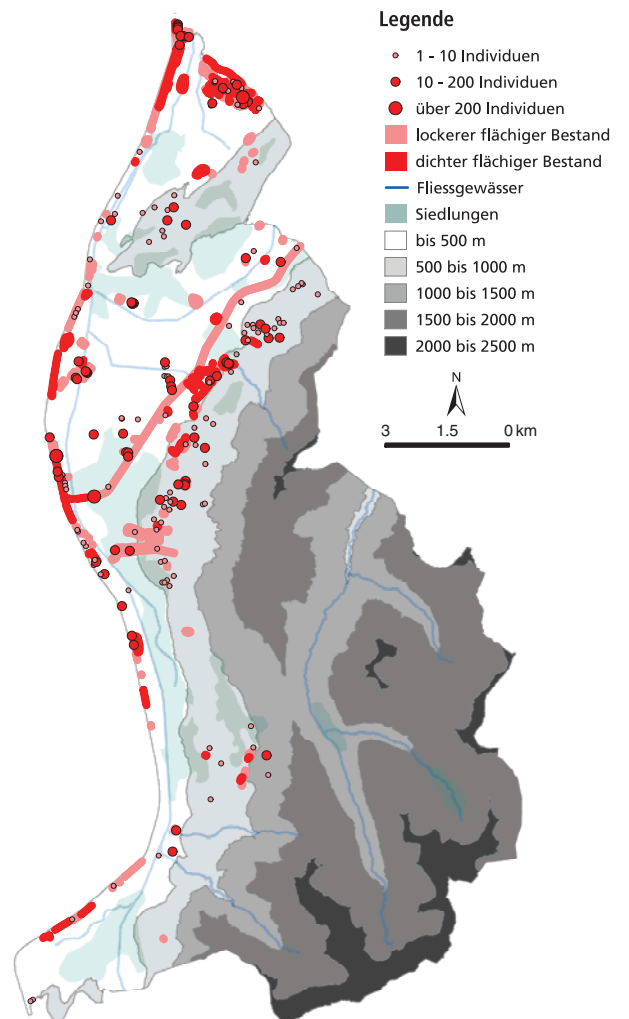 Legende
1 - 10 Individuen
10 - 200 Individuen
über 200 Individuen
lockerer flächiger Bestand
dichter flächiger Bestand
Fliessgewässer
Siedlungen
bis 500 m
500 bis 1000 m
1000 bis 1500 m
1500 bis 2000 m
2000 bis 2500 m
N
3 1.5 0 km